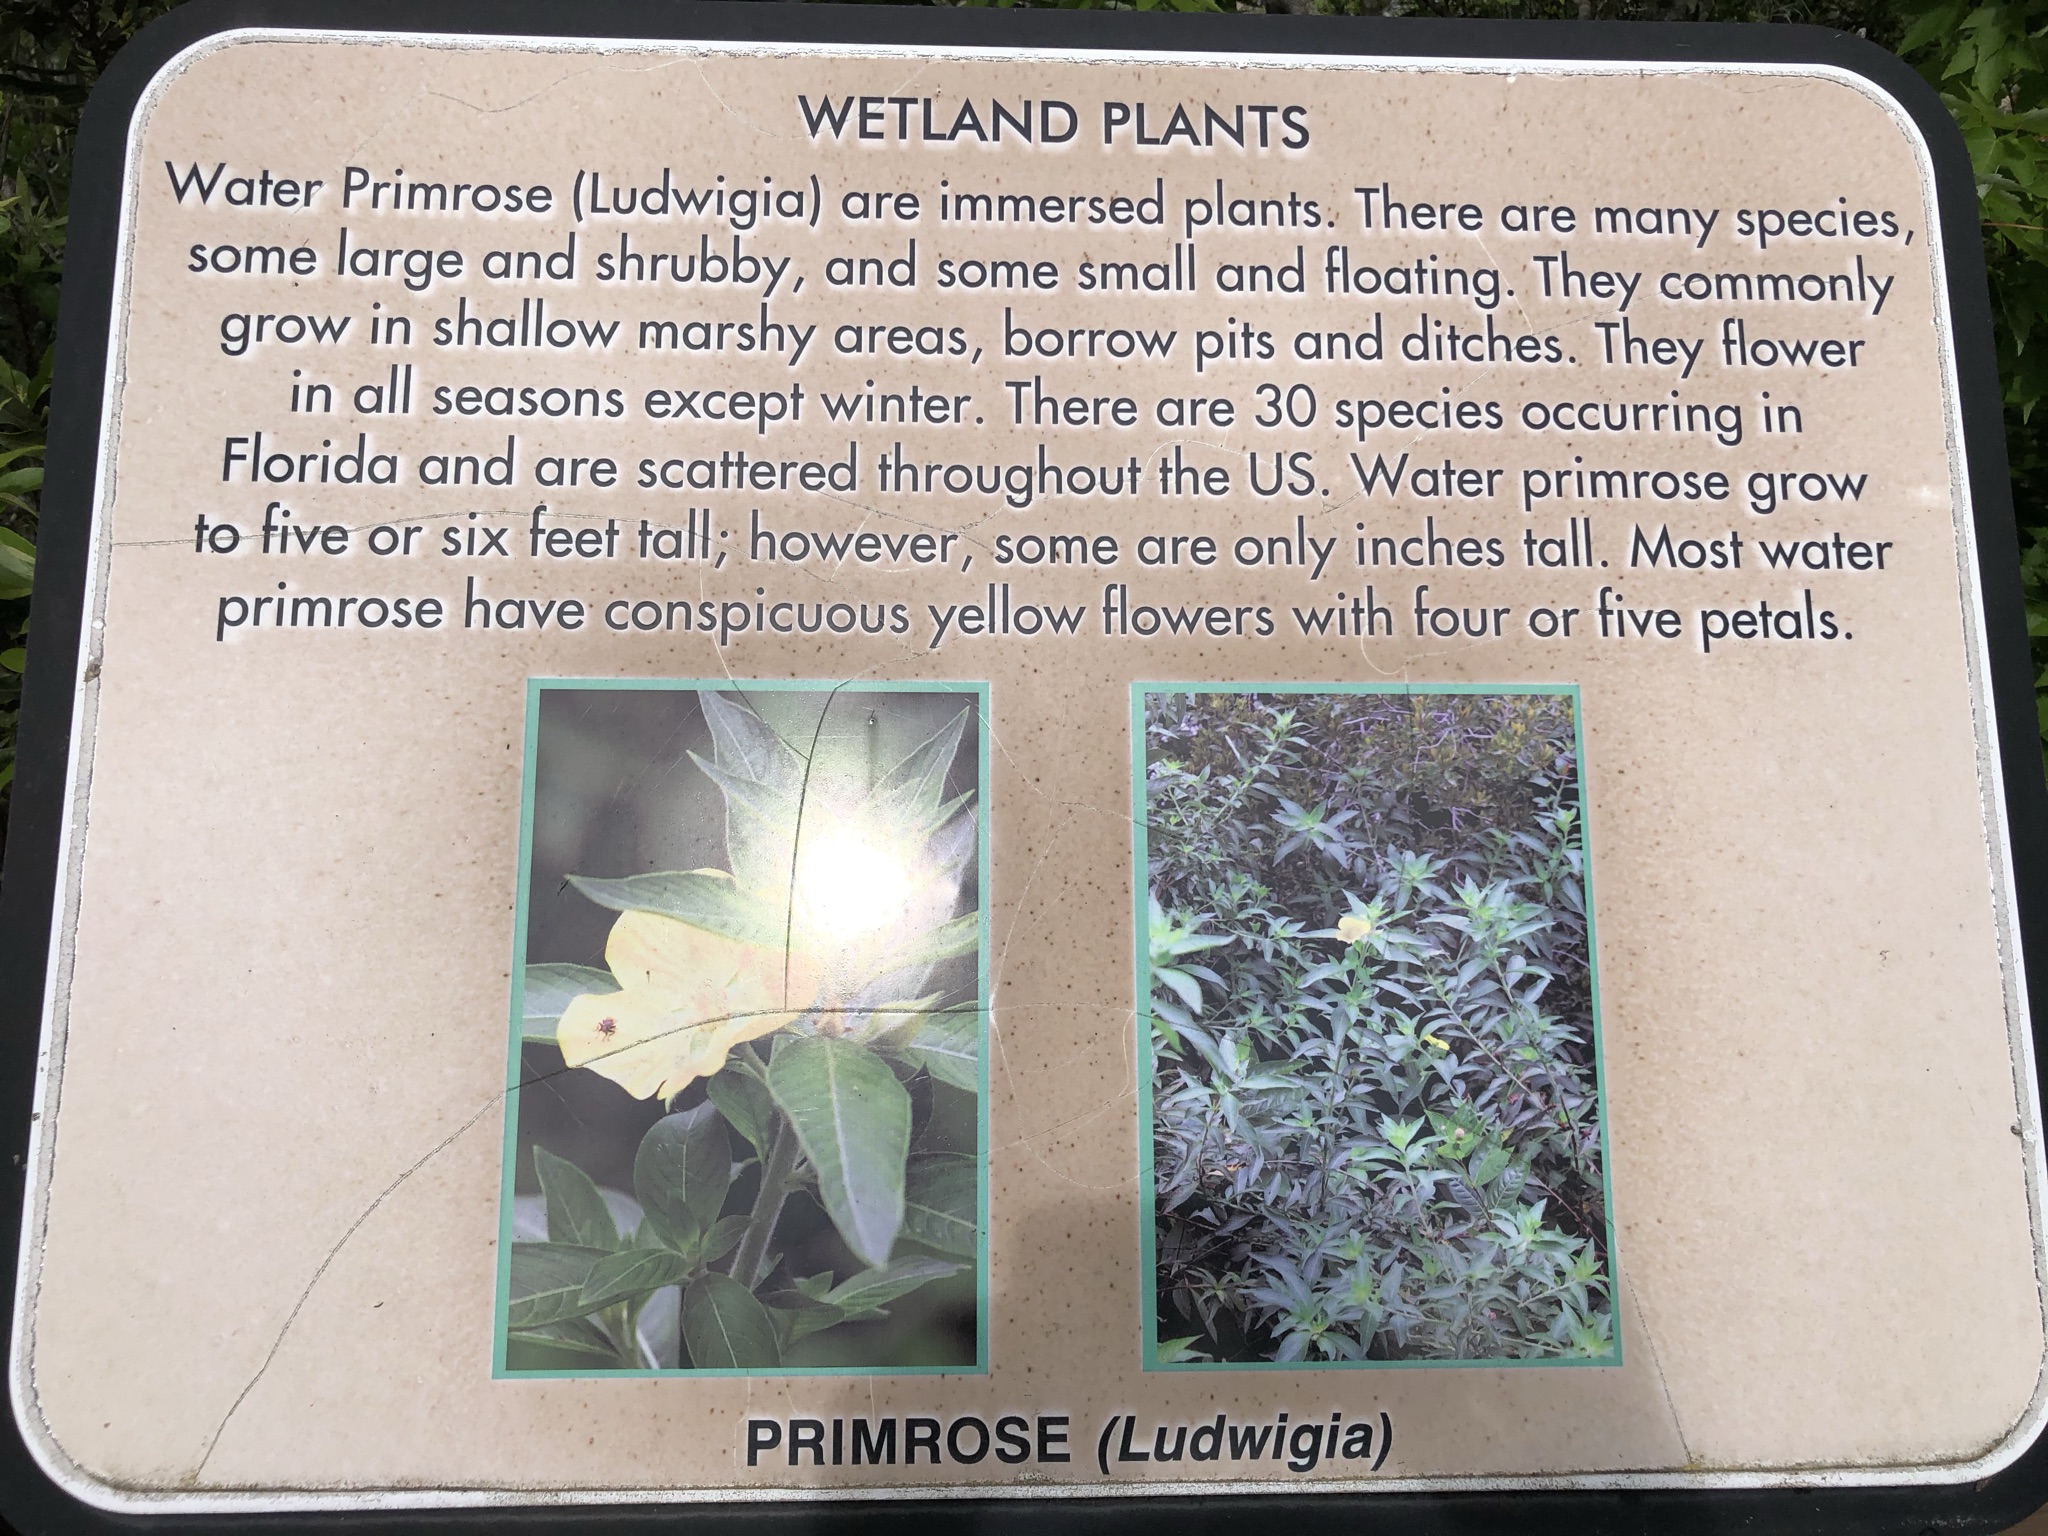 WETLAND PLANTS
Water Primrose (Ludwigia) are immersed plants. There are many species,
some large and shrubby, and some small and floating. They commonly
grow in shallow marshy areas, borrow pits and ditches. They flower
in all seasons except winter. There are 30 species occurring in
Florida and are scattered throughout the US. Water primrose grow
to five or six feet tall; however, some are only inches tall. Most water
primrose have conspicuous yellow flowers with four or five petals.
PRIMROSE (Ludwigia)